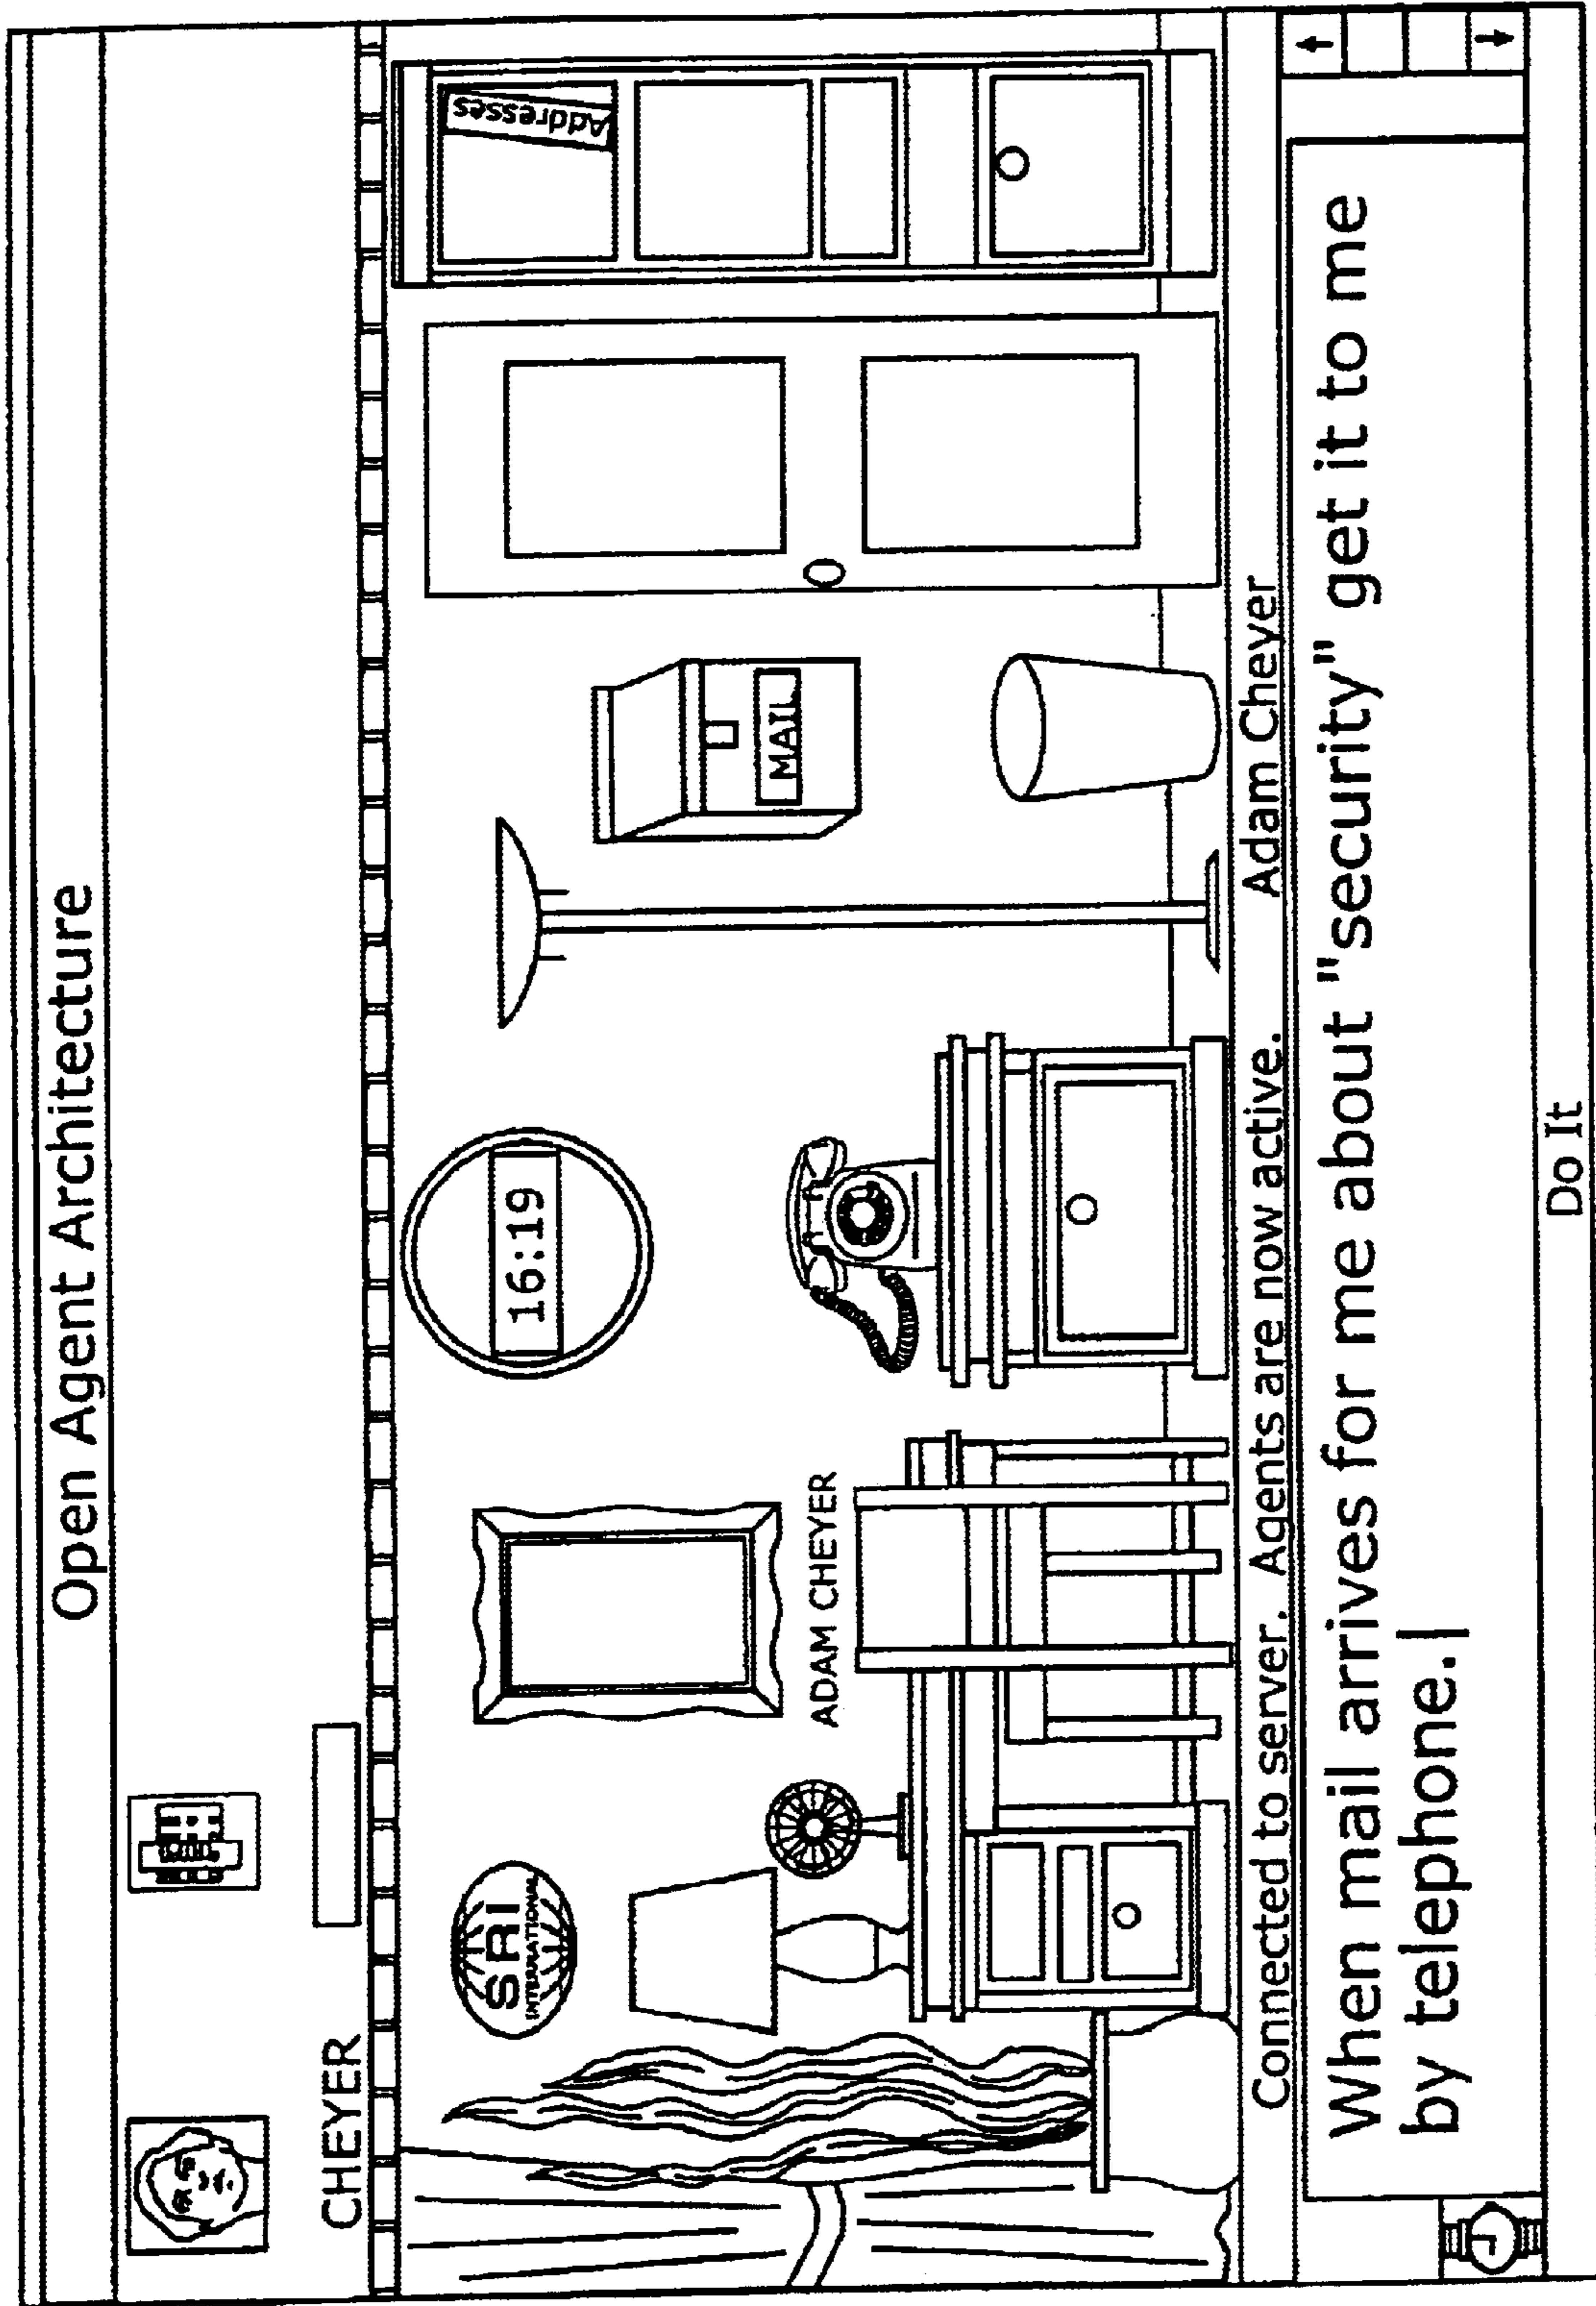 Open Agent Architecture
CHEYER
SRI
INTERNATIONAL
ADAM CHEYER
16:19
MAIL
Addresses
Connected to server. Agents are now active. Adam Cheyer
When mail arrives for me about "security" get it to me
by telephone.
Do It